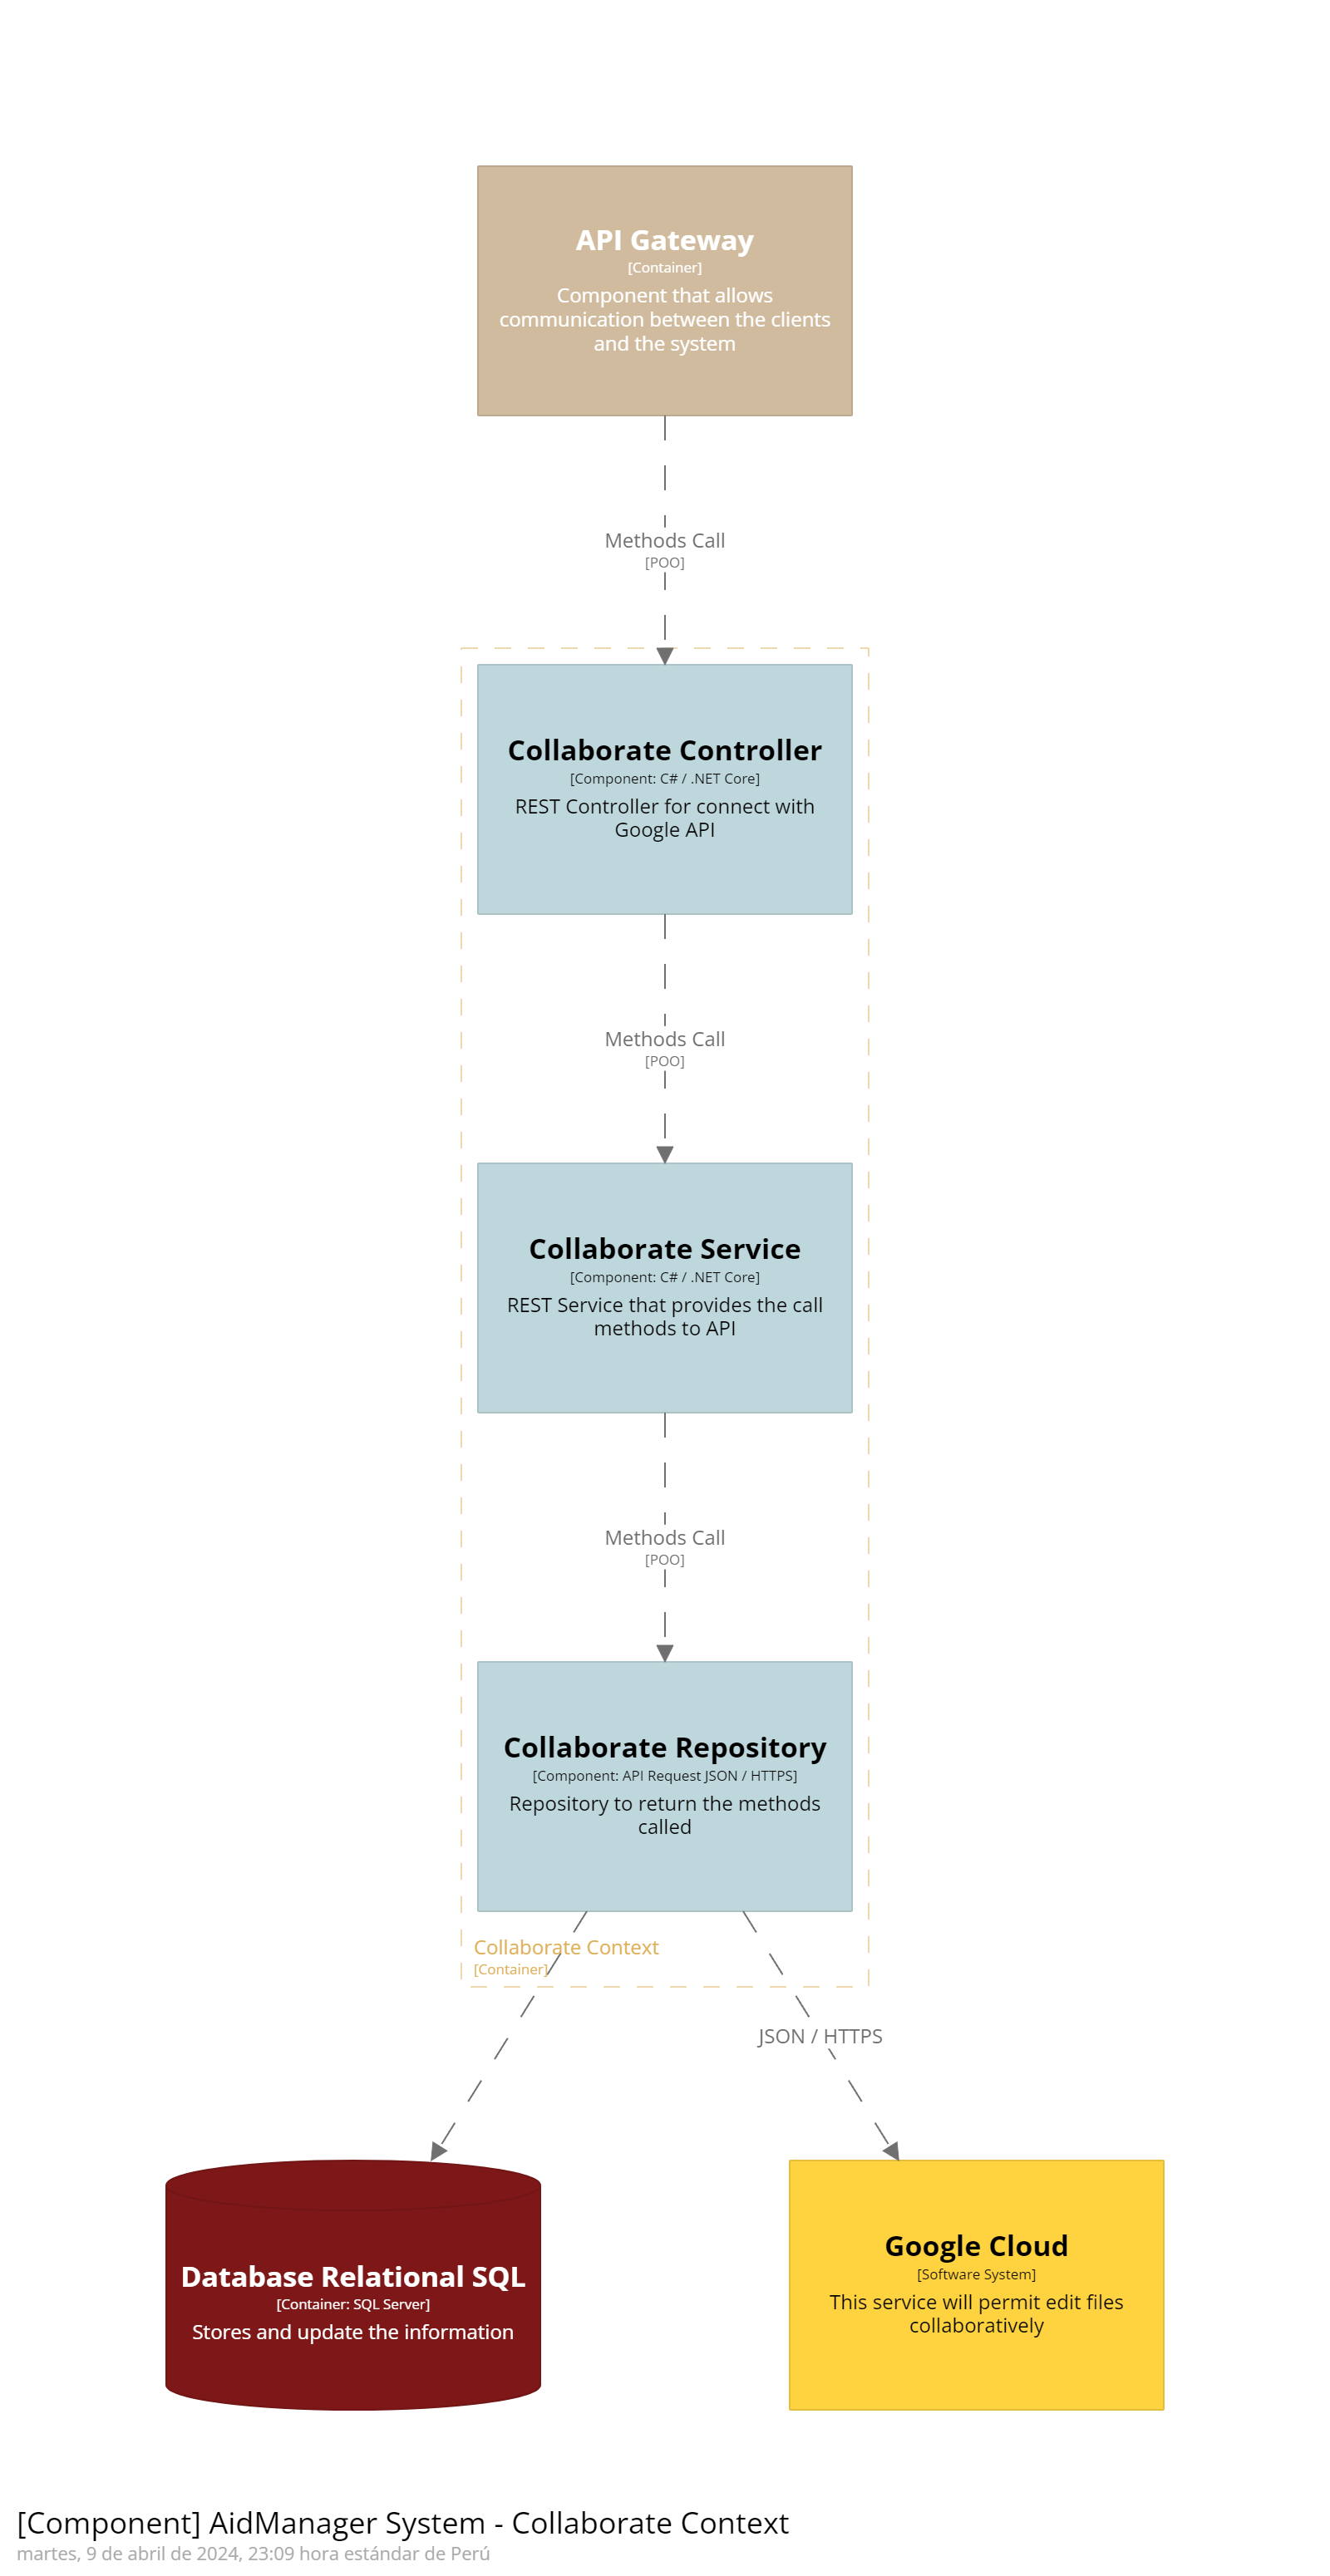 API Gateway
[Container]
Component that allows
communication between the clients
and the system
Methods Call
[POO]
Collaborate Controller
[Component: C# / .NET Core]
REST Controller for connect with
Google API
Methods Call
[POO]
Collaborate Service
[Component: C# / .NET Core]
REST Service that provides the call
methods to API
Methods Call
[POO]
Collaborate Repository
[Component: API Request JSON / HTTPS]
Repository to return the methods
called
Collaborate Context
[Container]
JSON / HTTPS
Database Relational SQL
[Container: SQL Server]
Stores and update the information
Google Cloud
[Software System]
This service will permit edit files
collaboratively
[Component] AidManager System - Collaborate Context
martes, 9 de abril de 2024, 23:09 hora estándar de Perú